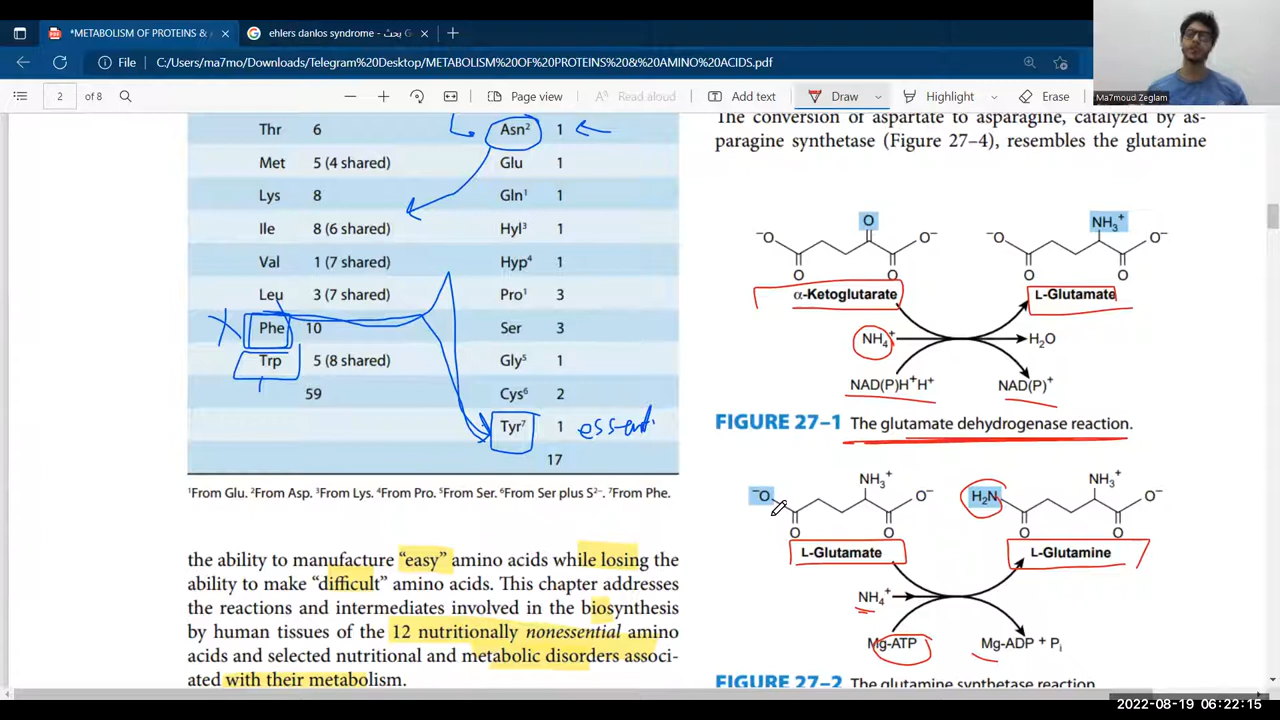 *METABOLISM OF PROTEINS &
ehlers danlos syndrome - بحث G
File
C:/Users/ma7mo/Downloads/Telegram%20Desktop/METABOLISM%20OF%20PROTEINS%20&%20AMINO%20ACIDS.pdf
2 of 8
Page view
Read aloud
Add text
Draw
Highlight
Erase
Ma7moud Zeglam
Thr 6 Asn² 1
Met 5 (4 shared) Glu 1
Lys 8 Gln¹ 1
Ile 8 (6 shared) Hyl³ 1
Val 1 (7 shared) Hyp⁴ 1
Leu 3 (7 shared) Pro¹ 3
Phe 10 Ser 3
Trp 5 (8 shared) Gly⁵ 1
59 Cys⁶ 2
Tyr⁷ 1
17
¹From Glu. ²From Asp. ³From Lys. ⁴From Pro. ⁵From Ser. ⁶From Ser plus S²⁻. ⁷From Phe.
the ability to manufacture “easy” amino acids while losing the
ability to make “difficult” amino acids. This chapter addresses
the reactions and intermediates involved in the biosynthesis
by human tissues of the 12 nutritionally nonessential amino
acids and selected nutritional and metabolic disorders associ-
ated with their metabolism.
The conversion of aspartate to asparagine, catalyzed by as-
paragine synthetase (Figure 27–4), resembles the glutamine
O NH₃⁺
⁻O O⁻ ⁻O O⁻
O O O O
α-Ketoglutarate L-Glutamate
NH₄⁺ H₂O
NAD(P)H⁺H⁺ NAD(P)⁺
FIGURE 27–1 The glutamate dehydrogenase reaction.
NH₃⁺ NH₃⁺
⁻O O⁻ H₂N O⁻
O O O O
L-Glutamate L-Glutamine
NH₄⁺
Mg-ATP Mg-ADP + Pᵢ
FIGURE 27–2 The glutamine synthetase reaction
2022-08-19 06:22:15